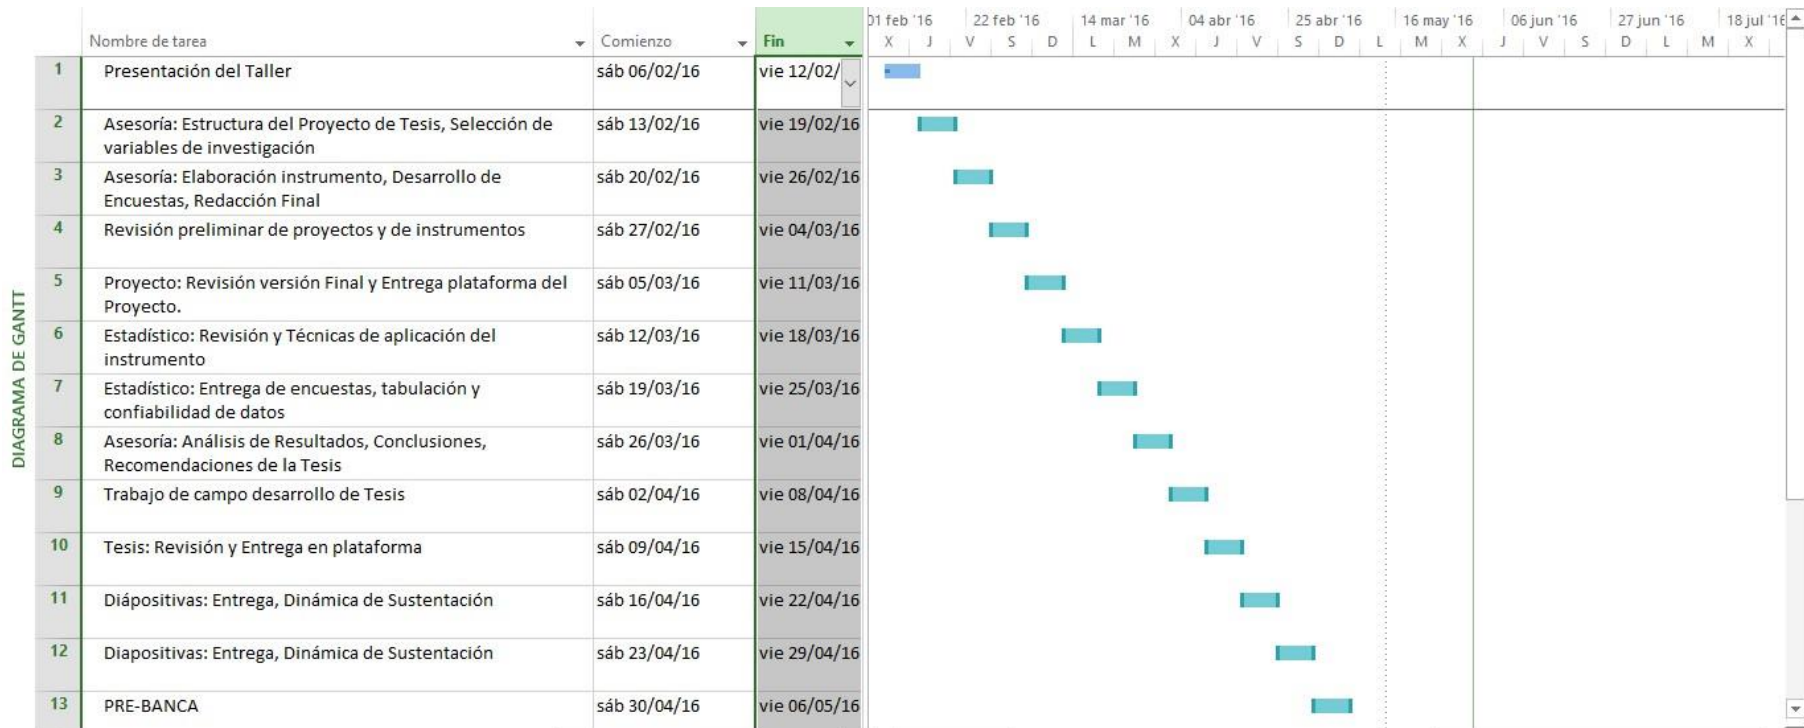 DIAGRAMA DE GANTT
01 feb '16 22 feb '16 14 mar '16 04 abr '16 25 abr '16 16 may '16 06 jun '16 27 jun '16 18 jul '16
Nombre de tarea Comienzo Fin X J V S D L M X J V S D L M X J V S D L M X
1 Presentación del Taller sáb 06/02/16 vie 12/02/
2 Asesoría: Estructura del Proyecto de Tesis, Selección de sáb 13/02/16 vie 19/02/16
variables de investigación
3 Asesoría: Elaboración instrumento, Desarrollo de sáb 20/02/16 vie 26/02/16
Encuestas, Redacción Final
4 Revisión preliminar de proyectos y de instrumentos sáb 27/02/16 vie 04/03/16
5 Proyecto: Revisión versión Final y Entrega plataforma del sáb 05/03/16 vie 11/03/16
Proyecto.
6 Estadístico: Revisión y Técnicas de aplicación del sáb 12/03/16 vie 18/03/16
instrumento
7 Estadístico: Entrega de encuestas, tabulación y sáb 19/03/16 vie 25/03/16
confiabilidad de datos
8 Asesoría: Análisis de Resultados, Conclusiones, sáb 26/03/16 vie 01/04/16
Recomendaciones de la Tesis
9 Trabajo de campo desarrollo de Tesis sáb 02/04/16 vie 08/04/16
10 Tesis: Revisión y Entrega en plataforma sáb 09/04/16 vie 15/04/16
11 Diápositivas: Entrega, Dinámica de Sustentación sáb 16/04/16 vie 22/04/16
12 Diapositivas: Entrega, Dinámica de Sustentación sáb 23/04/16 vie 29/04/16
13 PRE-BANCA sáb 30/04/16 vie 06/05/16